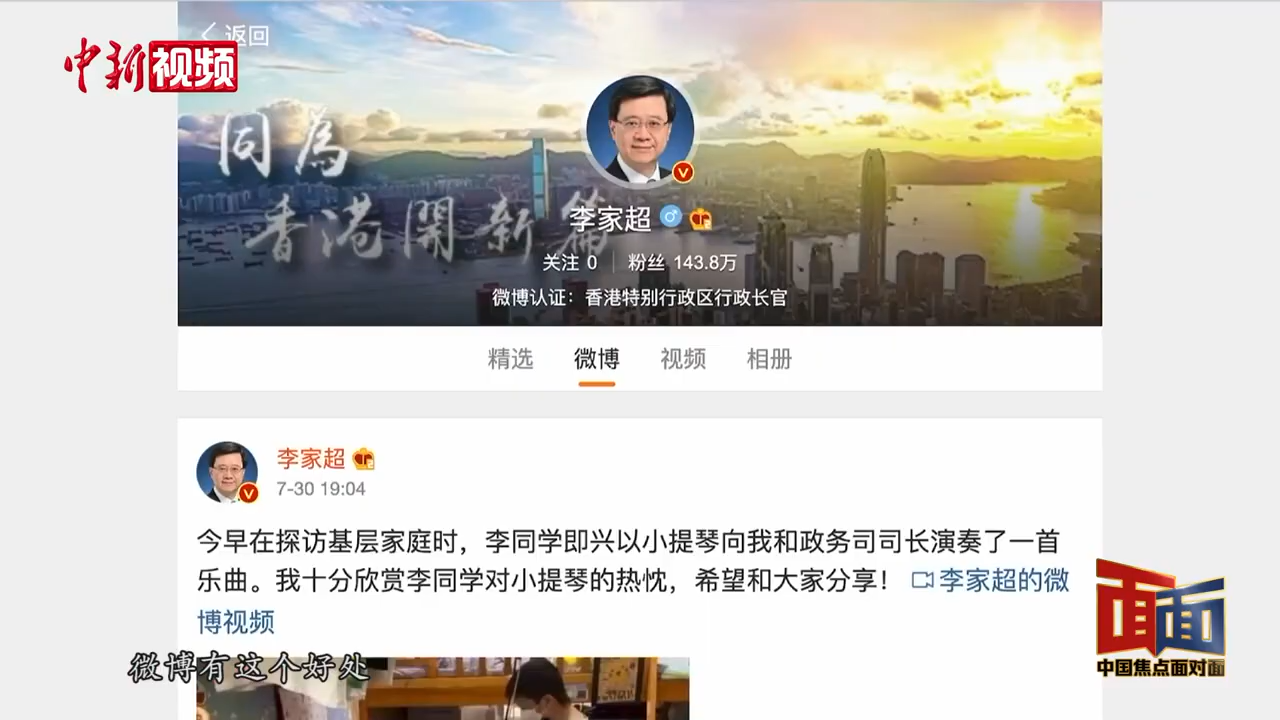 中新视频
返回
同為
香港開新篇
李家超
关注 0 粉丝 143.8万
微博认证：香港特别行政区行政长官
精选 微博 视频 相册
李家超
7-30 19:04
今早在探访基层家庭时，李同学即兴以小提琴向我和政务司司长演奏了一首
乐曲。我十分欣赏李同学对小提琴的热忱，希望和大家分享！ 李家超的微
博视频
微博有这个好处
面面
中国焦点面对面